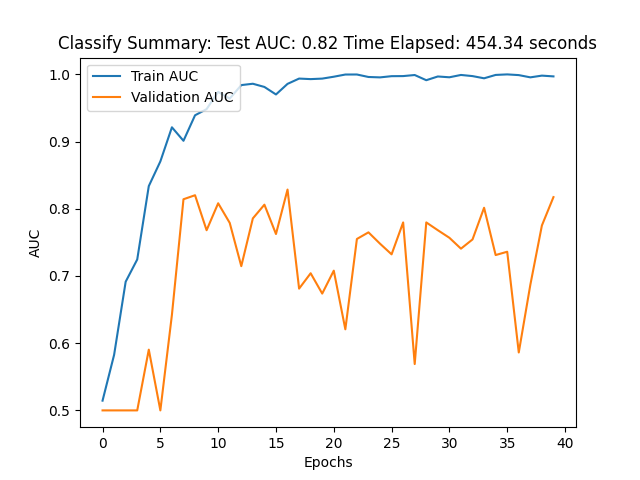 Classify Summary: Test AUC: 0.82 Time Elapsed: 454.34 seconds
Train AUC
Validation AUC
1.0
0.9
0.8
0.7
0.6
0.5
AUC
0 5 10 15 20 25 30 35 40
Epochs